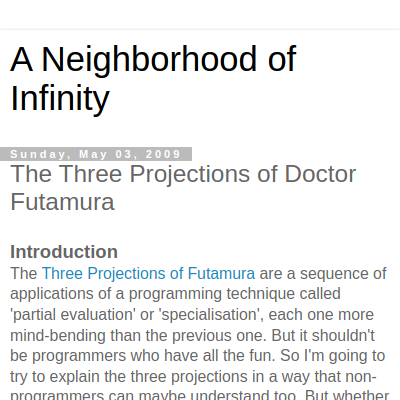 A Neighborhood of
Infinity
Sunday, May 03, 2009
The Three Projections of Doctor
Futamura
Introduction
The Three Projections of Futamura are a sequence of
applications of a programming technique called
'partial evaluation' or 'specialisation', each one more
mind-bending than the previous one. But it shouldn't
be programmers who have all the fun. So I'm going to
try to explain the three projections in a way that non-
programmers can maybe understand too. But whether